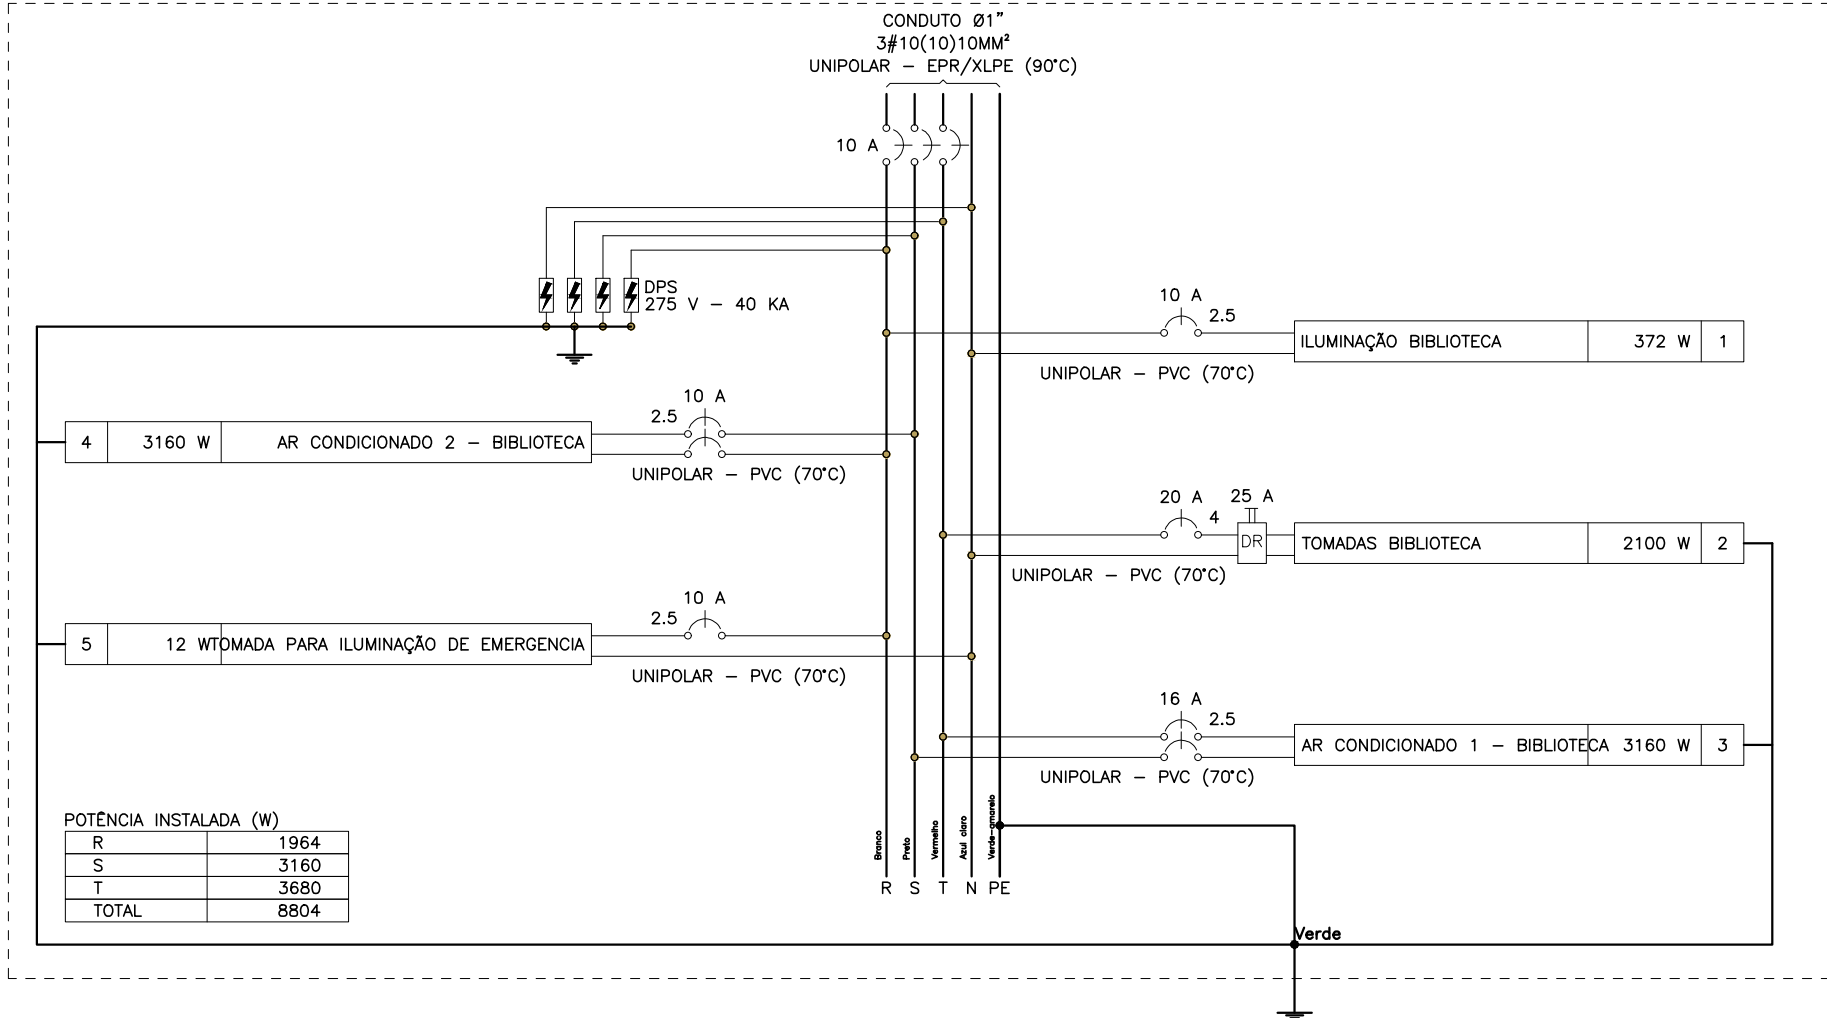 CONDUTO Ø1"
3#10(10)10MM²
UNIPOLAR - EPR/XLPE (90°C)
10 A
DPS
275 V - 40 KA
10 A
2.5
ILUMINAÇÃO BIBLIOTECA 372 W 1
UNIPOLAR - PVC (70°C)
10 A
2.5
4 3160 W AR CONDICIONADO 2 - BIBLIOTECA
UNIPOLAR - PVC (70°C)
20 A 25 A
4
DR
TOMADAS BIBLIOTECA 2100 W 2
UNIPOLAR - PVC (70°C)
10 A
2.5
5 12 W TOMADA PARA ILUMINAÇÃO DE EMERGENCIA
UNIPOLAR - PVC (70°C)
16 A
2.5
AR CONDICIONADO 1 - BIBLIOTECA 3160 W 3
UNIPOLAR - PVC (70°C)
POTÊNCIA INSTALADA (W)
R 1964
S 3160
T 3680
TOTAL 8804
Branco
Preto
Vermelho
Azul claro
Verde-amarelo
R S T N PE
Verde